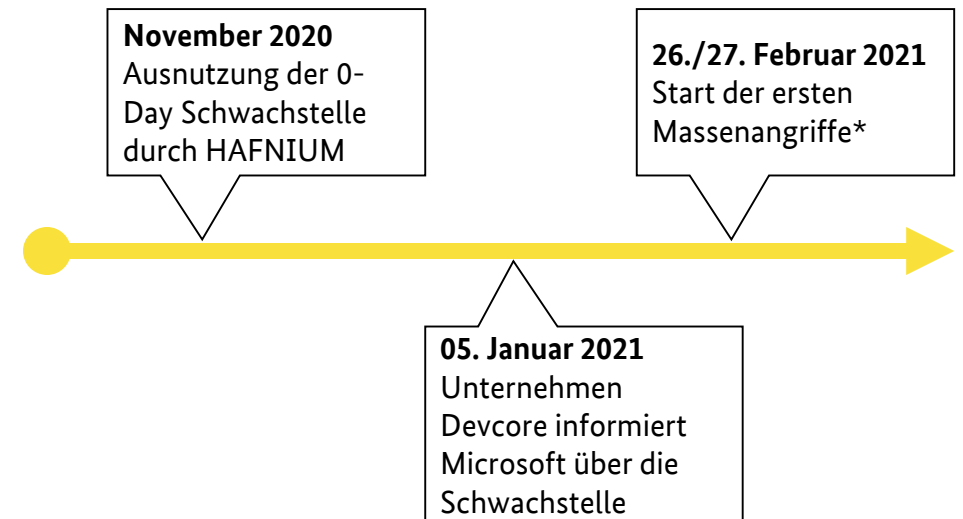 November 2020
Ausnutzung der 0-
Day Schwachstelle
durch HAFNIUM
05. Januar 2021
Unternehmen
Devcore informiert
Microsoft über die
Schwachstelle
26./27. Februar 2021
Start der ersten
Massenangriffe*